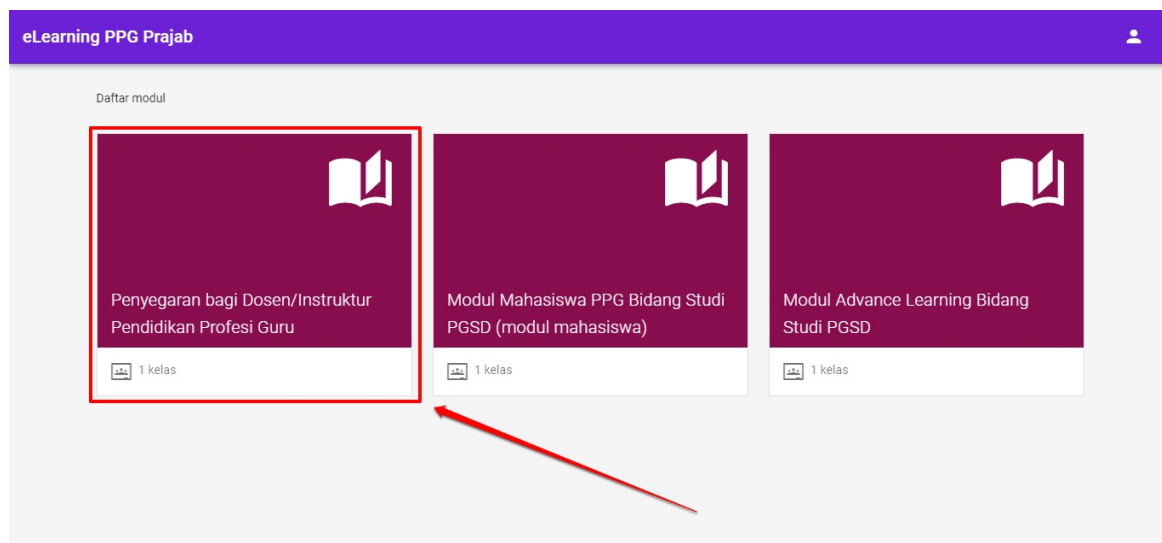 eLearning PPG Prajab
Daftar modul
Penyegaran bagi Dosen/Instruktur
Pendidikan Profesi Guru
1 kelas
Modul Mahasiswa PPG Bidang Studi
PGSD (modul mahasiswa)
1 kelas
Modul Advance Learning Bidang
Studi PGSD
1 kelas